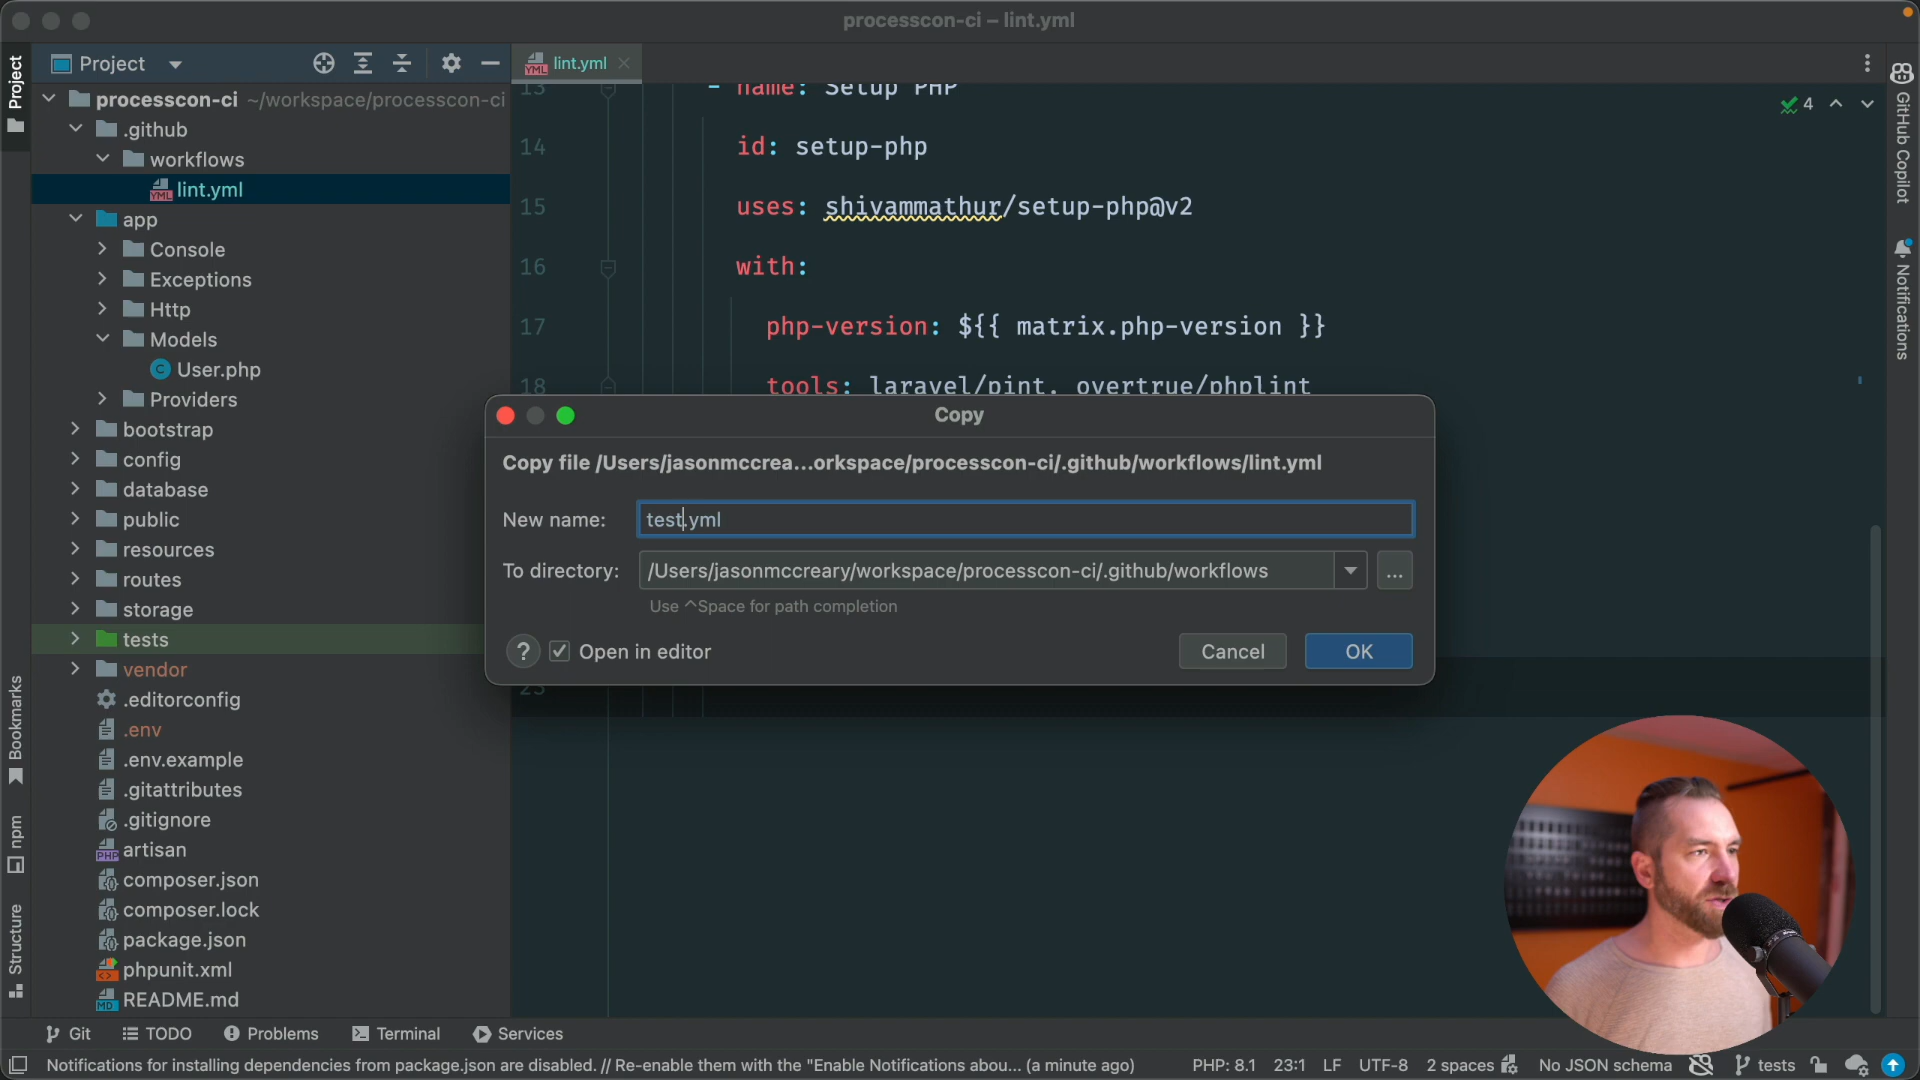 processcon-ci – lint.yml
Project
Project
lint.yml
processcon-ci ~/workspace/processcon-ci
.github
workflows
lint.yml
app
Console
Exceptions
Http
Models
User.php
Providers
bootstrap
config
database
public
resources
routes
storage
tests
vendor
.editorconfig
.env
.env.example
.gitattributes
.gitignore
artisan
composer.json
composer.lock
package.json
phpunit.xml
README.md
13 - name: Setup PHP
14 id: setup-php
15 uses: shivammathur/setup-php@v2
16 with:
17 php-version: ${{ matrix.php-version }}
18 tools: laravel/pint, overtrue/phplint
23
4
GitHub Copilot
Notifications
Copy
Copy file /Users/jasonmccrea...orkspace/processcon-ci/.github/workflows/lint.yml
New name: test.yml
To directory: /Users/jasonmccreary/workspace/processcon-ci/.github/workflows ...
Use ^Space for path completion
? Open in editor Cancel OK
Bookmarks
npm
Structure
Git TODO Problems Terminal Services
Notifications for installing dependencies from package.json are disabled. // Re-enable them with the "Enable Notifications abou... (a minute ago) PHP: 8.1 23:1 LF UTF-8 2 spaces No JSON schema tests